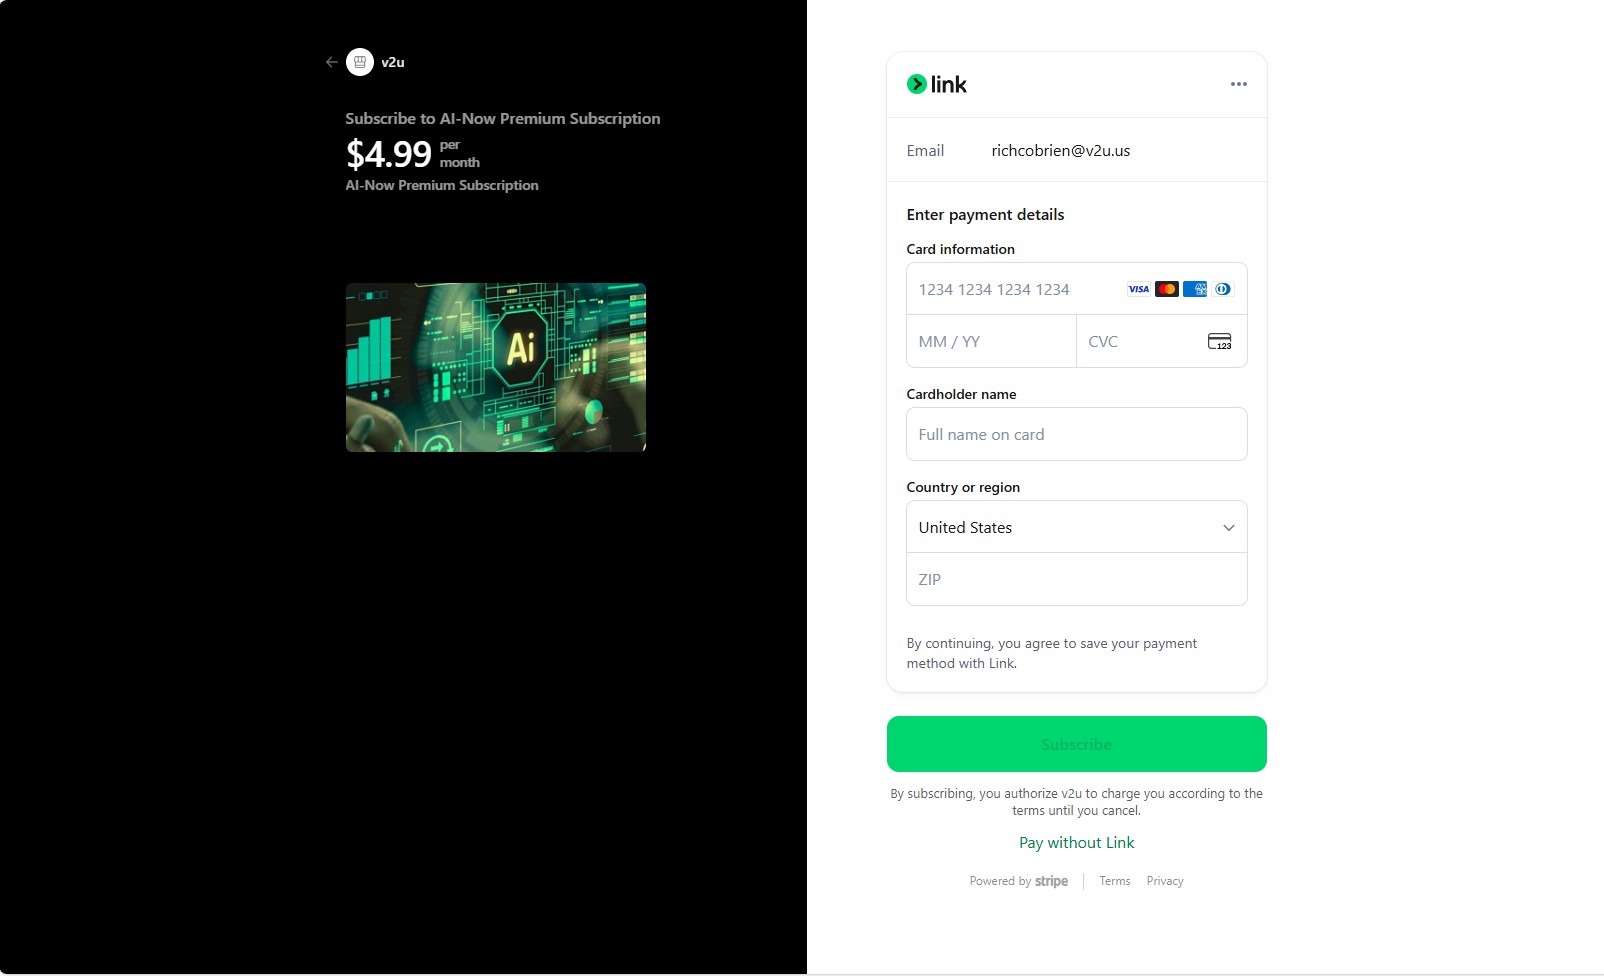 v2u
Subscribe to AI-Now Premium Subscription
$4.99 per
month
AI-Now Premium Subscription
Ai
link
Email richcobrien@v2u.us
Enter payment details
Card information
1234 1234 1234 1234 VISA AMEX
MM / YY CVC 123
Cardholder name
Full name on card
Country or region
United States
ZIP
By continuing, you agree to save your payment
method with Link.
Subscribe
By subscribing, you authorize v2u to charge you according to the
terms until you cancel.
Pay without Link
Powered by stripe Terms Privacy